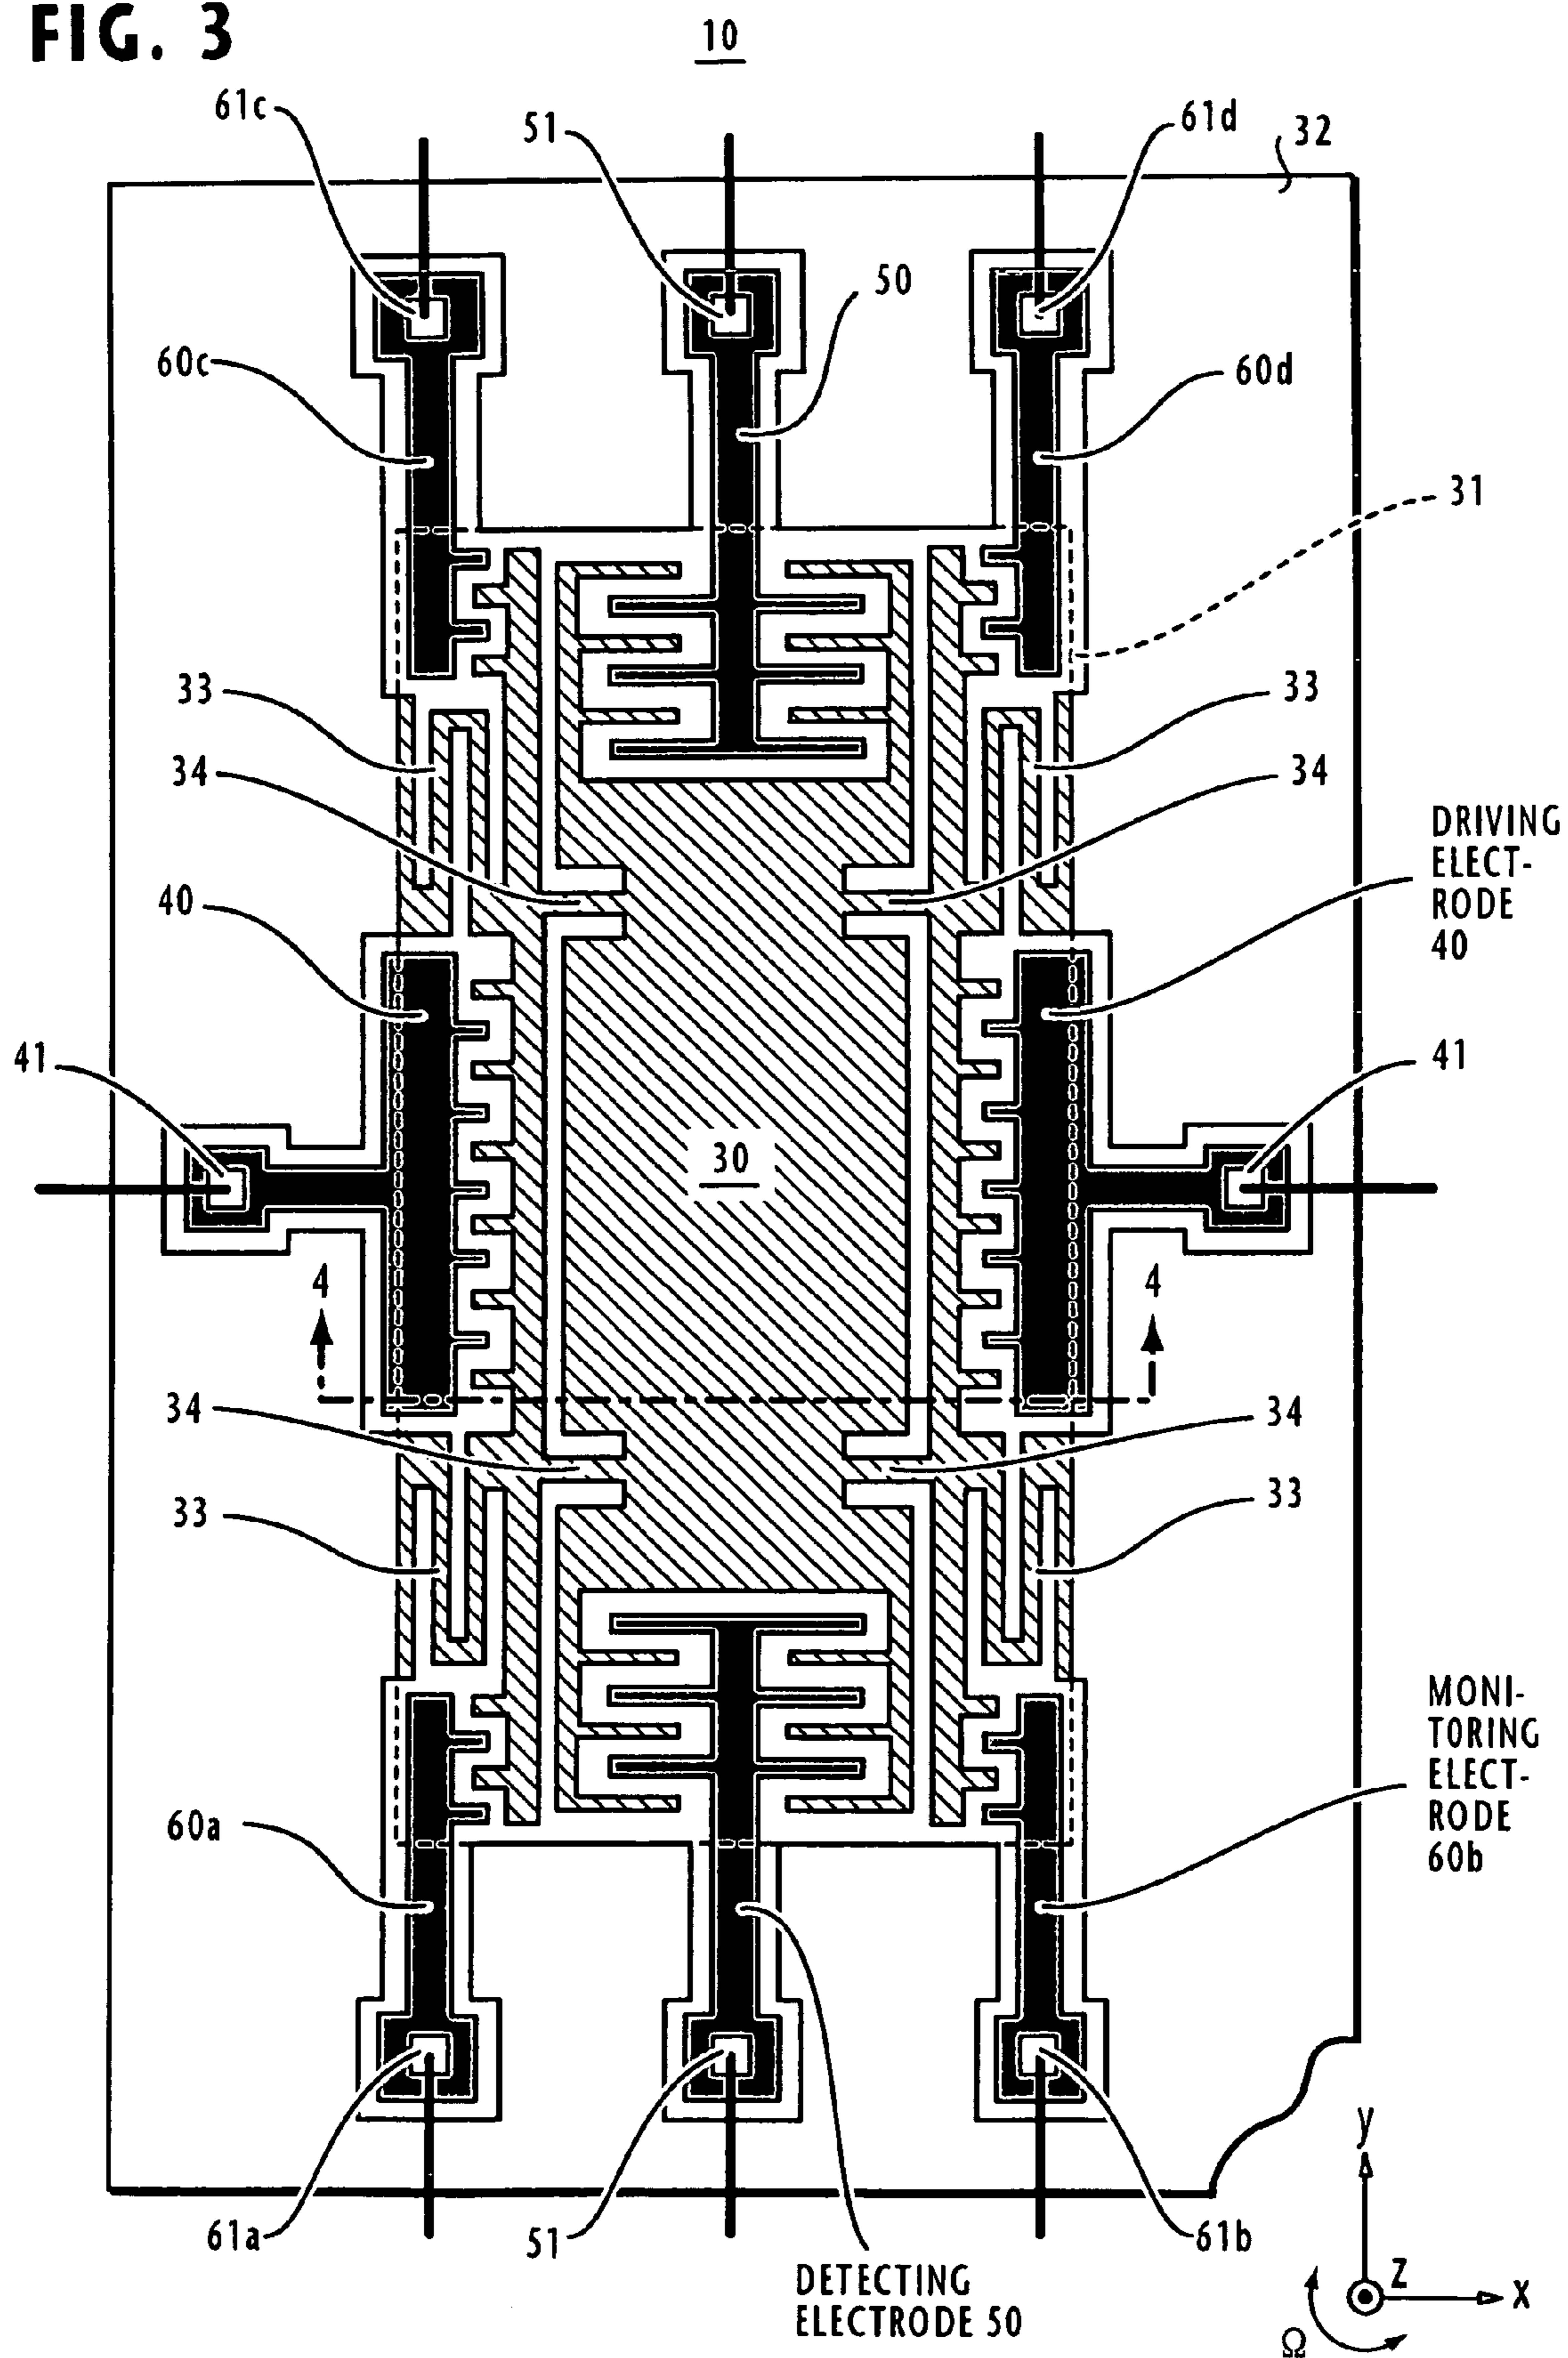 FIG. 3
10
61c
51
61d
32
50
60c
60d
31
33
33
34
34
DRIVING
ELECT-
RODE
40
40
41
41
30
4
4
34
34
33
33
MONI-
TORING
ELECT-
RODE
60b
60a
61a
51
61b
DETECTING
ELECTRODE 50
y
Z
X
Ω